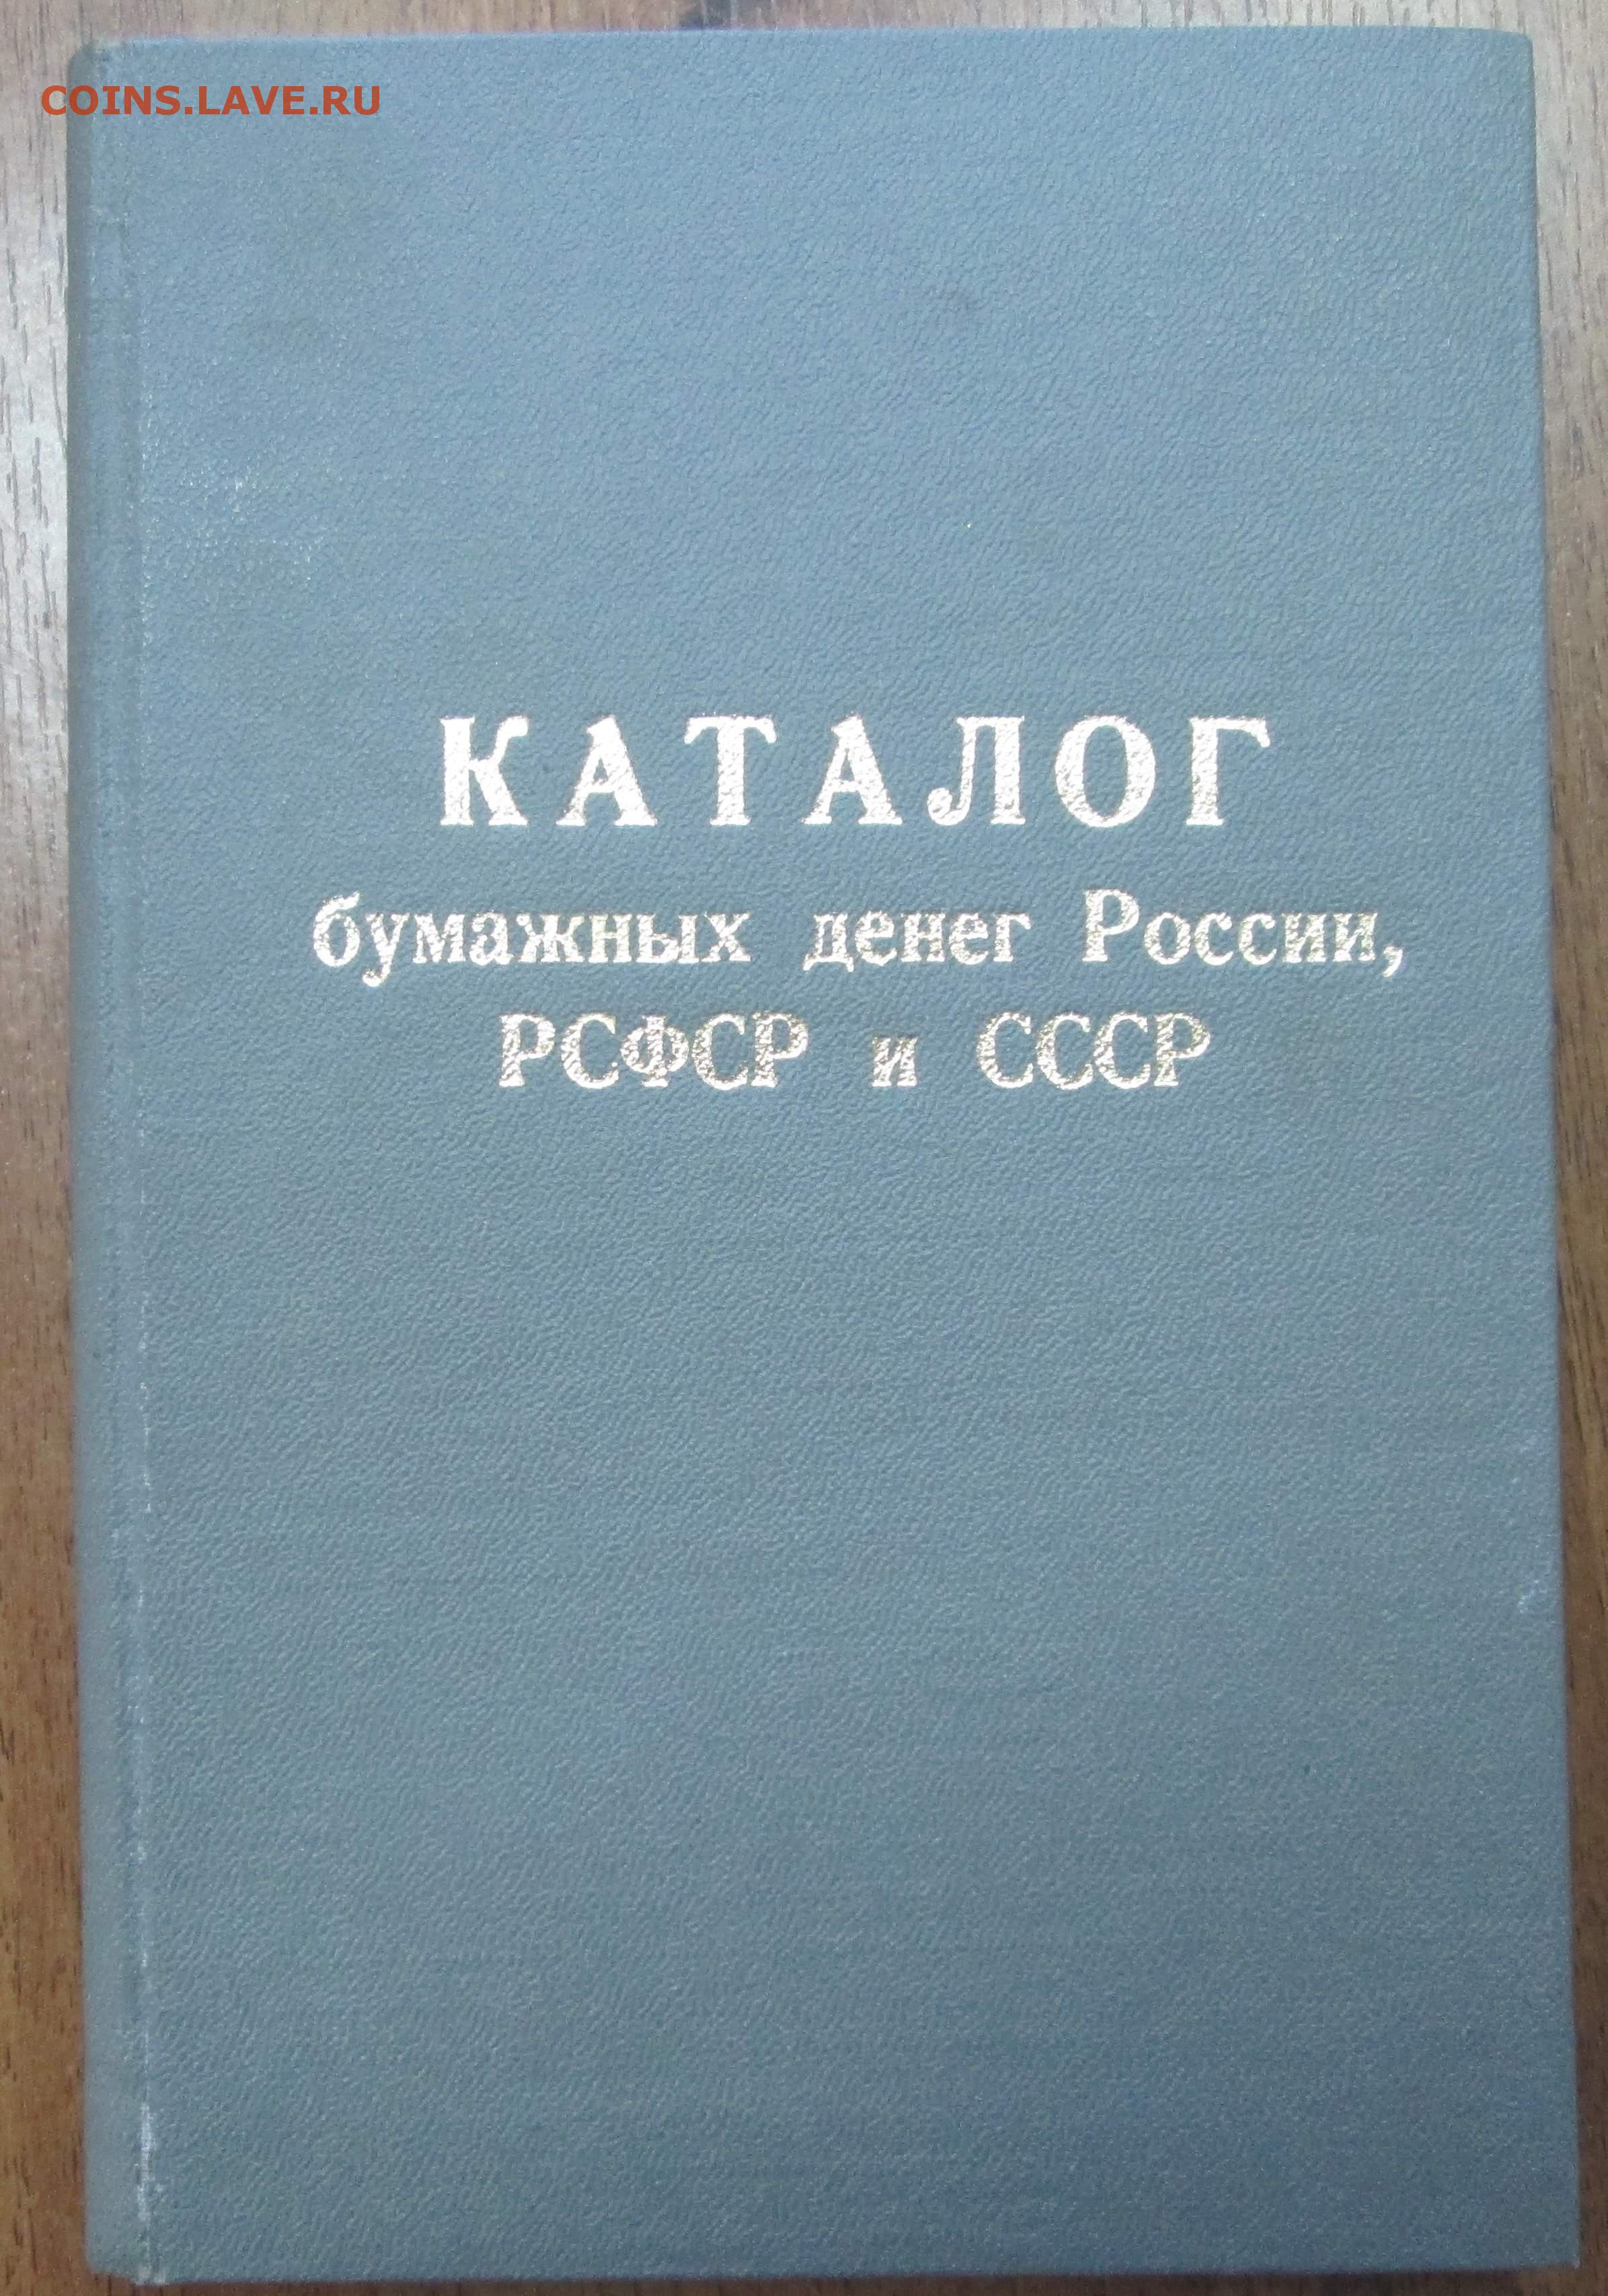 COINS.LAVE.RU
КАТАЛОГ
бумажных денег России,
РСФСР и СССР